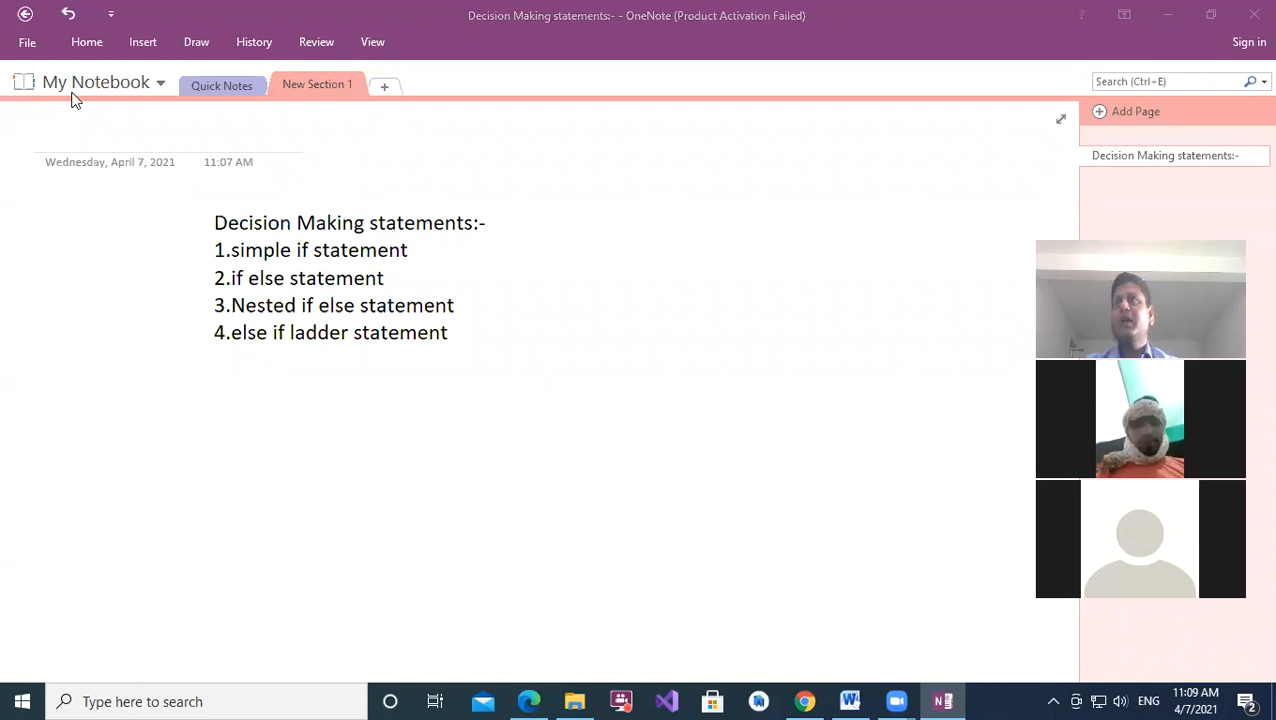 Decision Making statements:- - OneNote (Product Activation Failed)
?
File Home Insert Draw History Review View
Sign in
My Notebook
Quick Notes
New Section 1
+
Search (Ctrl+E)
Add Page
Decision Making statements:-
Wednesday, April 7, 2021 11:07 AM
Decision Making statements:-
1.simple if statement
2.if else statement
3.Nested if else statement
4.else if ladder statement
Type here to search
ENG
11:09 AM
4/7/2021
2